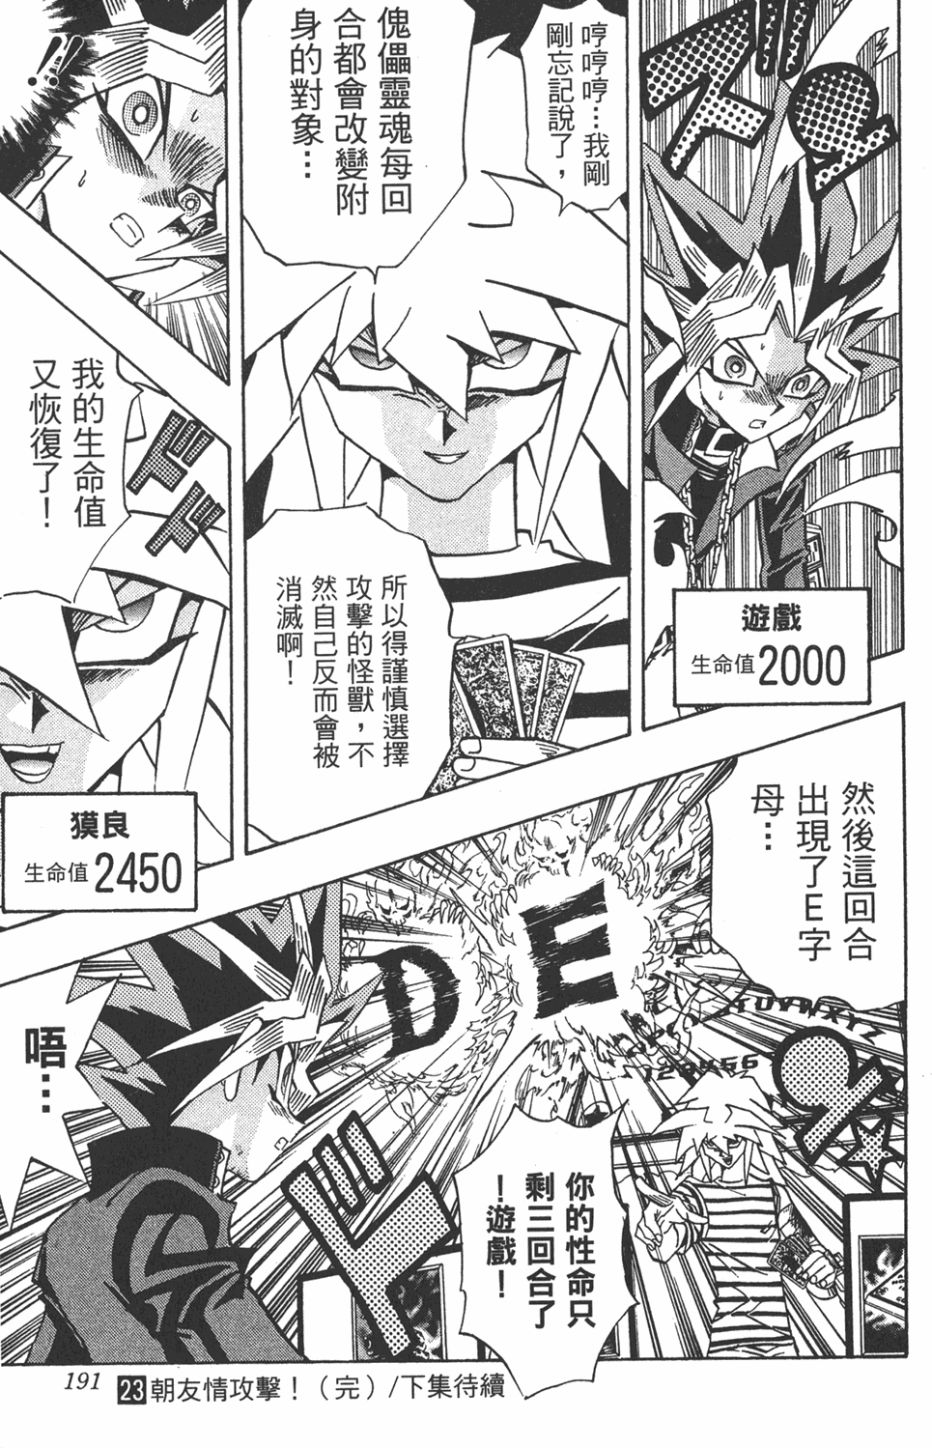 哼哼哼…我剛
剛忘記說了，
傀儡靈魂每回
合都會改變附
身的對象…
遊戲
生命值2000
所以得謹慎選擇
攻擊的怪獸，不
然自己反而會被
消滅啊！
！！
我的生命值
又恢復了！
ドド
獏良
生命值2450
然後這回合
出現了E字
母…
D E
TUVWXYZ
123456
你的性命只
剩三回合了
！遊戲！
ド
唔…
191
23朝友情攻擊！（完）/下集待續